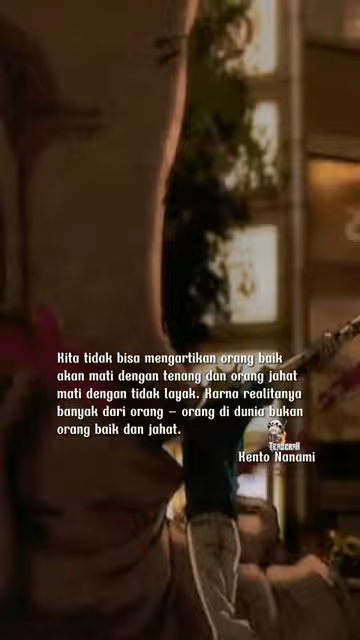 Kita tidak bisa mengartikan orang baik
akan mati dengan tenang dan orang jahat
mati dengan tidak layak. Karna realitanya
banyak dari orang – orang di dunia bukan
orang baik dan jahat.
Kento Nanami